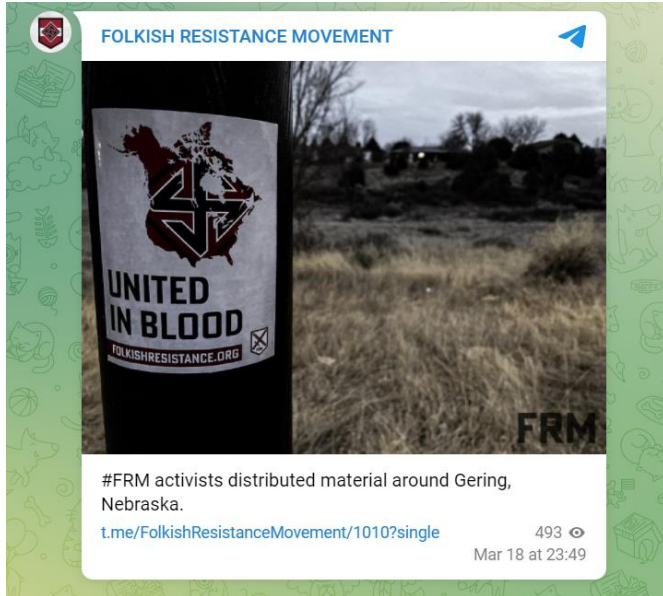 FOLKISH RESISTANCE MOVEMENT
UNITED
IN BLOOD
FOLKISHRESISTANCE.ORG
FRM
#FRM activists distributed material around Gering,
Nebraska.
t.me/FolkishResistanceMovement/1010?single
493
Mar 18 at 23:49